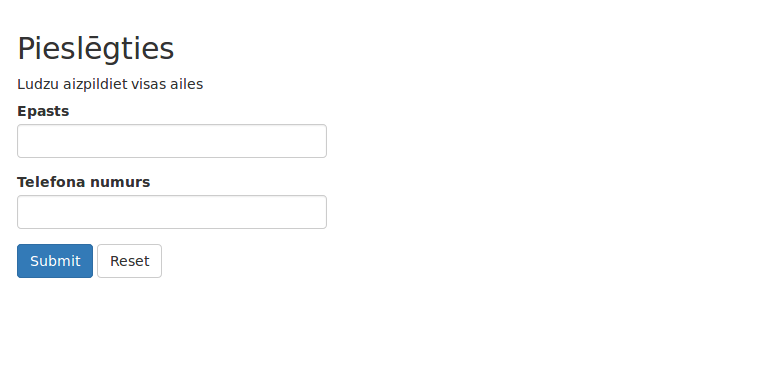 Pieslēgties
Ludzu aizpildiet visas ailes
Epasts
Telefona numurs
Submit Reset